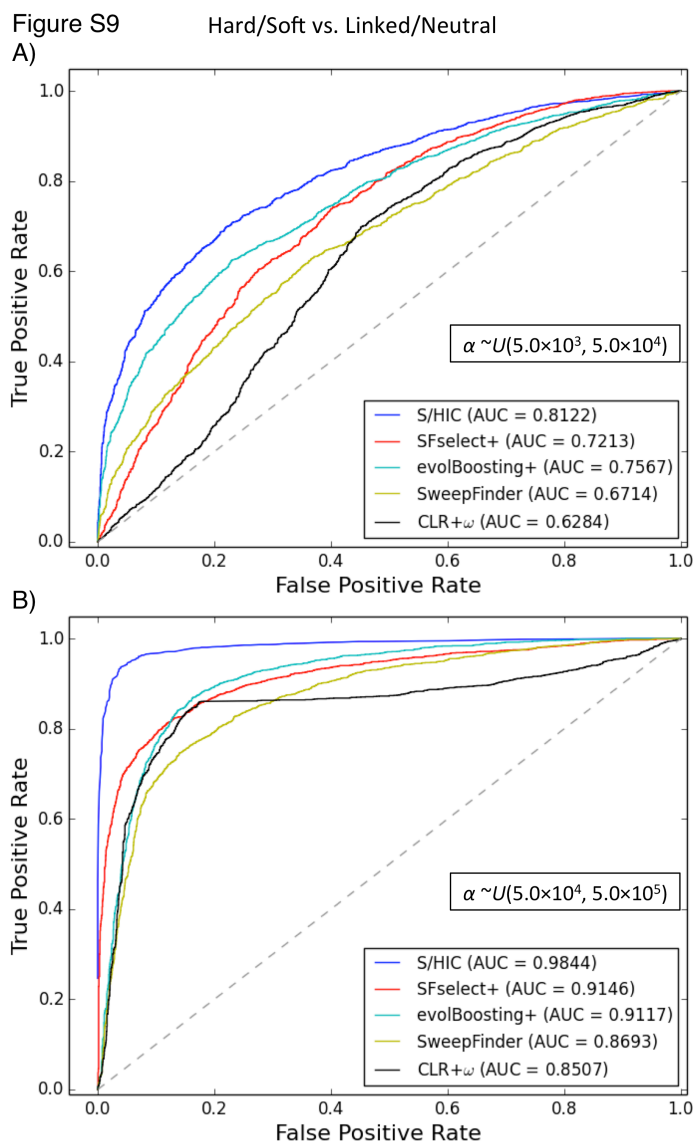 Figure S9
Hard/Soft vs. Linked/Neutral
A)
1.0
0.8
0.6
0.4
0.2
0.0
True Positive Rate
α ~U(5.0×10³, 5.0×10⁴)
S/HIC (AUC = 0.8122)
SFselect+ (AUC = 0.7213)
evolBoosting+ (AUC = 0.7567)
SweepFinder (AUC = 0.6714)
CLR+ω (AUC = 0.6284)
0.0 0.2 0.4 0.6 0.8 1.0
False Positive Rate
B)
1.0
0.8
0.6
0.4
0.2
0.0
True Positive Rate
α ~U(5.0×10⁴, 5.0×10⁵)
S/HIC (AUC = 0.9844)
SFselect+ (AUC = 0.9146)
evolBoosting+ (AUC = 0.9117)
SweepFinder (AUC = 0.8693)
CLR+ω (AUC = 0.8507)
0.0 0.2 0.4 0.6 0.8 1.0
False Positive Rate